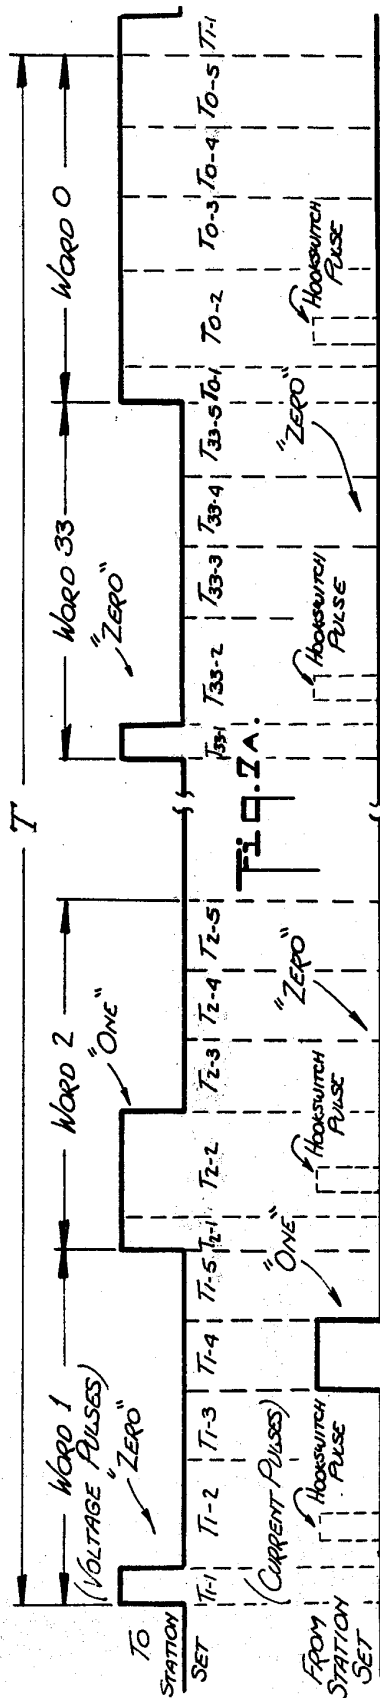 T
WORD 1
(VOLTAGE PULSES)
WORD 2
WORD 33
WORD 0
"ZERO"
"ONE"
"ZERO"
TO
STATION
SET
T1-1 T1-2 T1-3 T1-4 T1-5 T2-1 T2-2 T2-3 T2-4 T2-5 T33-1 T33-2 T33-3 T33-4 T33-5 T0-1 T0-2 T0-3 T0-4 T0-5 T1-1
Fig. 7A.
(CURRENT PULSES)
"ONE"
"ZERO"
"ZERO"
HOOKSWITCH
PULSE
HOOKSWITCH
PULSE
HOOKSWITCH
PULSE
HOOKSWITCH
PULSE
FROM
STATION
SET